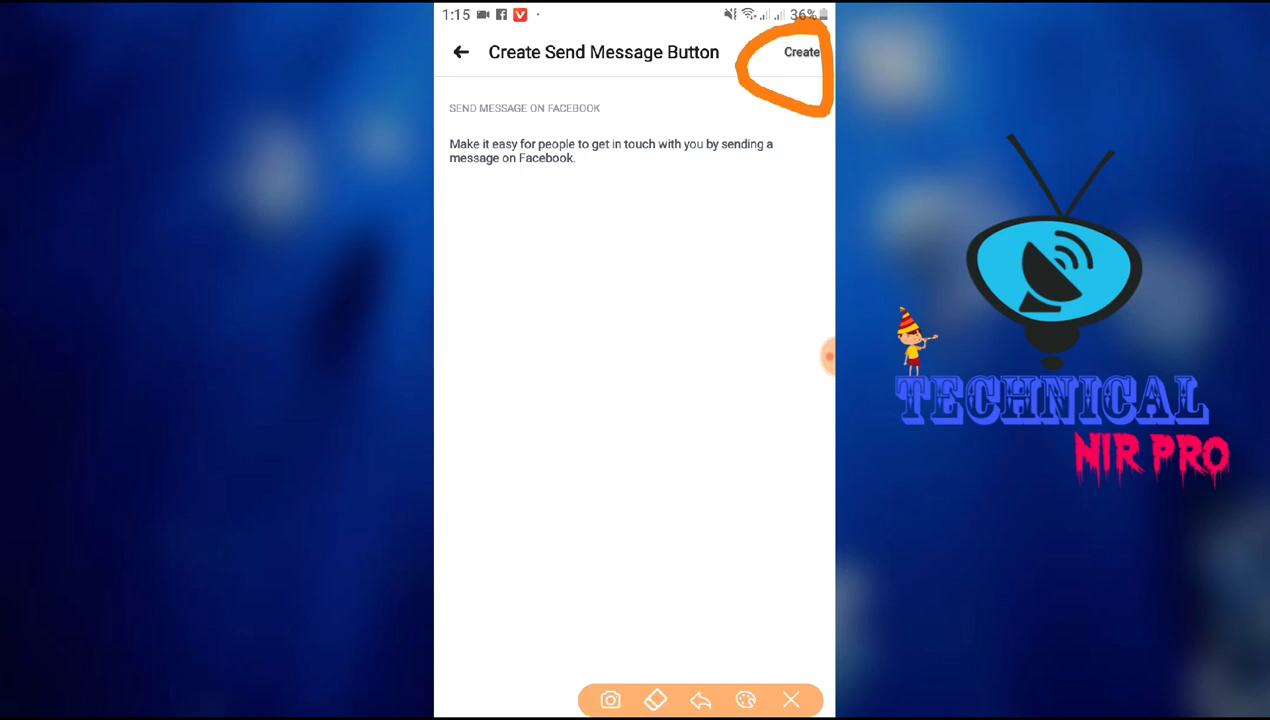 1:15
36%
Create Send Message Button
Create
SEND MESSAGE ON FACEBOOK
Make it easy for people to get in touch with you by sending a
message on Facebook.
TECHNICAL
NIR PRO